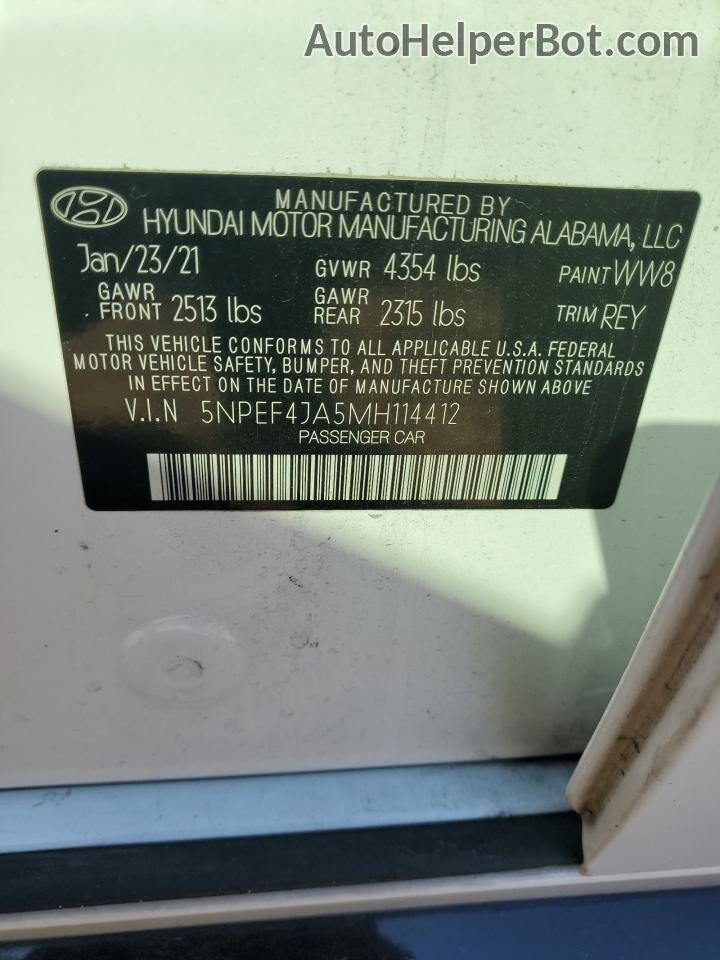 AutoHelperBot.com
MANUFACTURED BY
HYUNDAI MOTOR MANUFACTURING ALABAMA, LLC
Jan/23/21 GVWR 4354 lbs PAINT WW8
GAWR FRONT 2513 lbs GAWR REAR 2315 lbs TRIM REY
THIS VEHICLE CONFORMS TO ALL APPLICABLE U.S.A. FEDERAL
MOTOR VEHICLE SAFETY, BUMPER, AND THEFT PREVENTION STANDARDS
IN EFFECT ON THE DATE OF MANUFACTURE SHOWN ABOVE
V.I.N 5NPEF4JA5MH114412
PASSENGER CAR